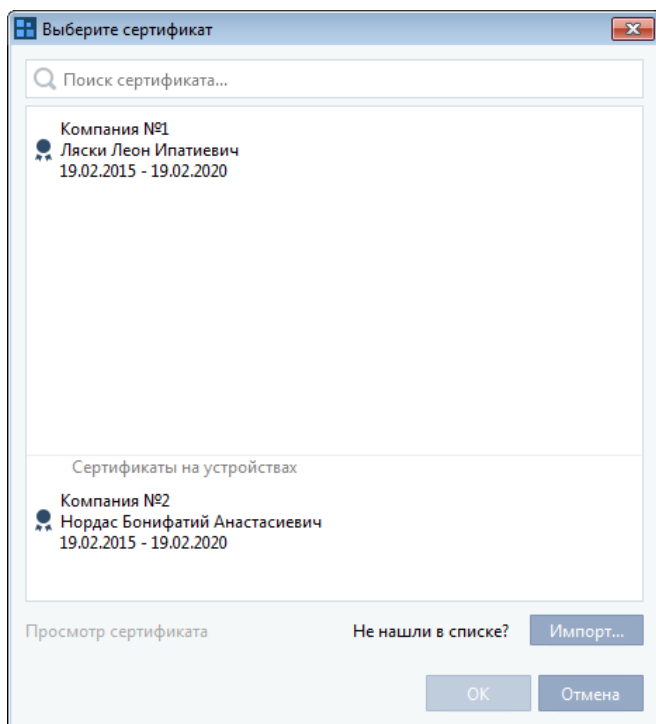 Выберите сертификат
Поиск сертификата...
Компания №1
Ляски Леон Ипатиевич
19.02.2015 - 19.02.2020
Сертификаты на устройствах
Компания №2
Нордас Бонифатий Анастасиевич
19.02.2015 - 19.02.2020
Просмотр сертификата Не нашли в списке? Импорт...
ОК Отмена